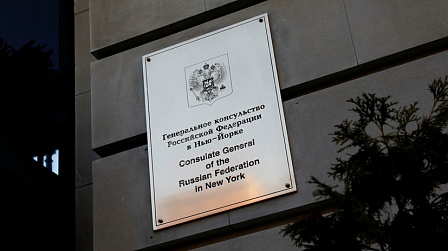 Генеральное консульство
Российской Федерации
в Нью-Йорке
Consulate General
of the
Russian Federation
in New York